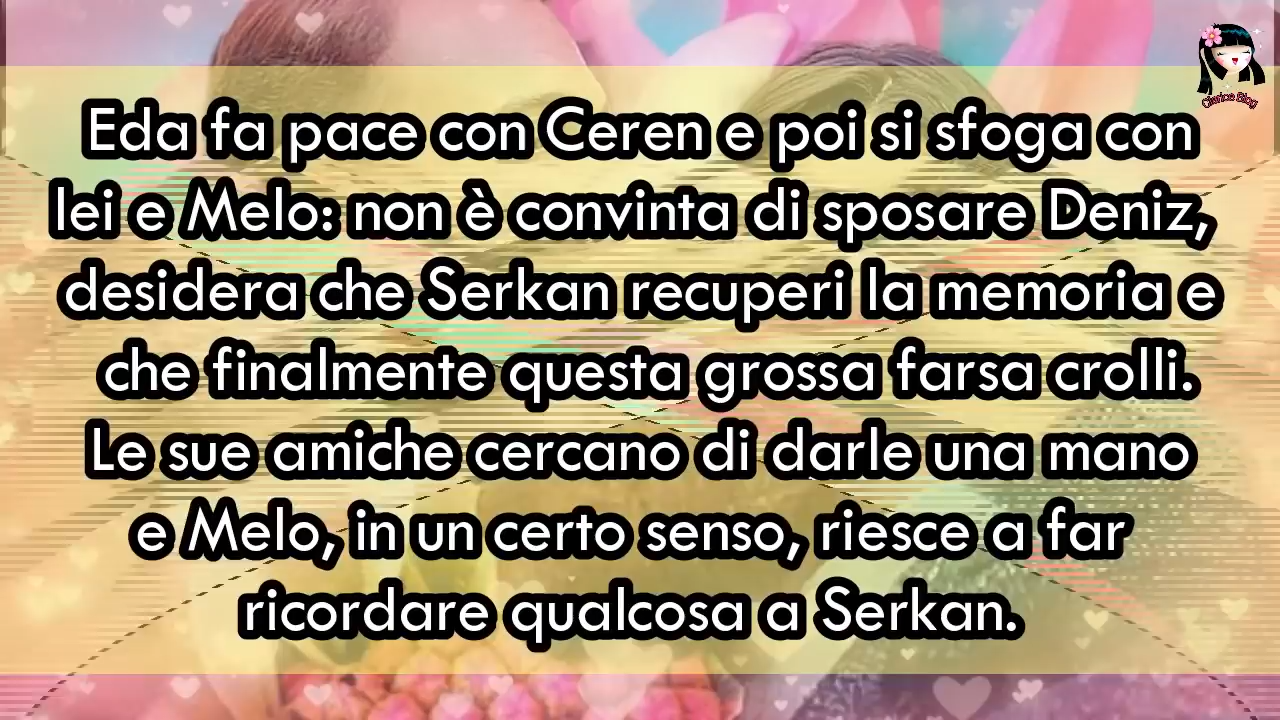 Clarice Blog
Eda fa pace con Ceren e poi si sfoga con
lei e Melo: non è convinta di sposare Deniz,
desidera che Serkan recuperi la memoria e
che finalmente questa grossa farsa crolli.
Le sue amiche cercano di darle una mano
e Melo, in un certo senso, riesce a far
ricordare qualcosa a Serkan.